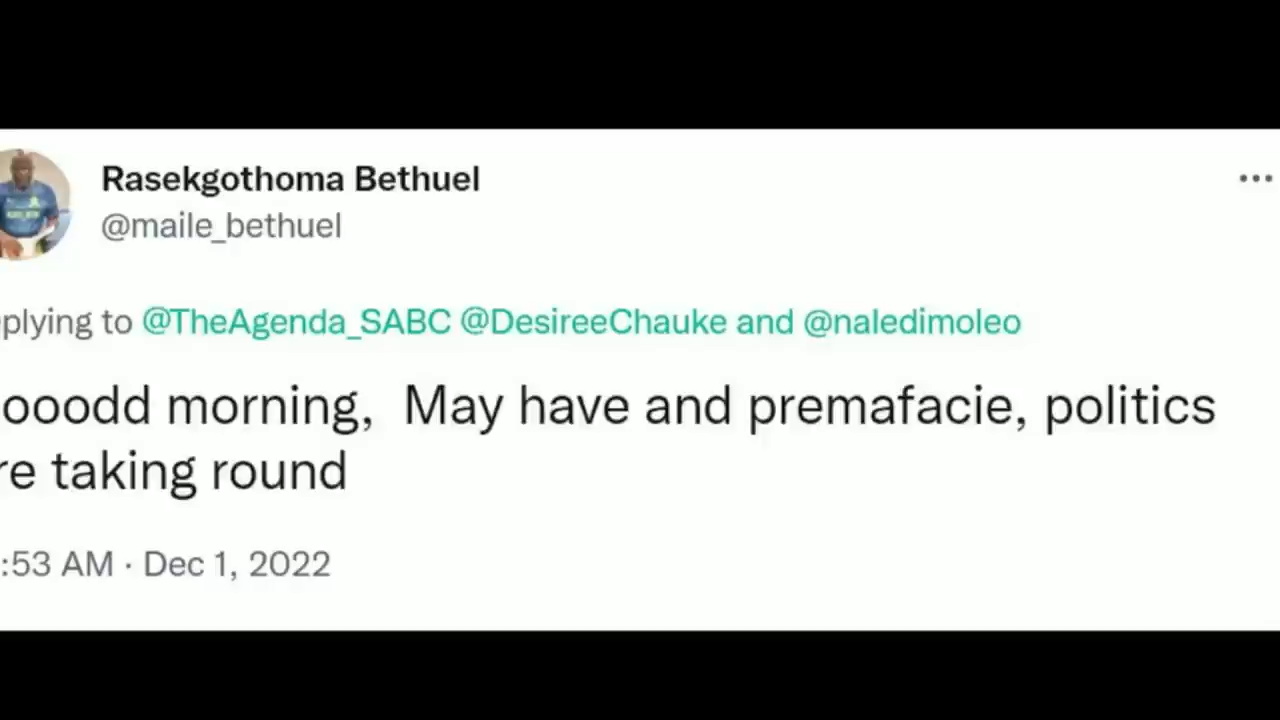 Rasekgothoma Bethuel
@maile_bethuel
plying to @TheAgenda_SABC @DesireeChauke and @naledimoleo
ooodd morning, May have and premafacie, politics
re taking round
:53 AM · Dec 1, 2022